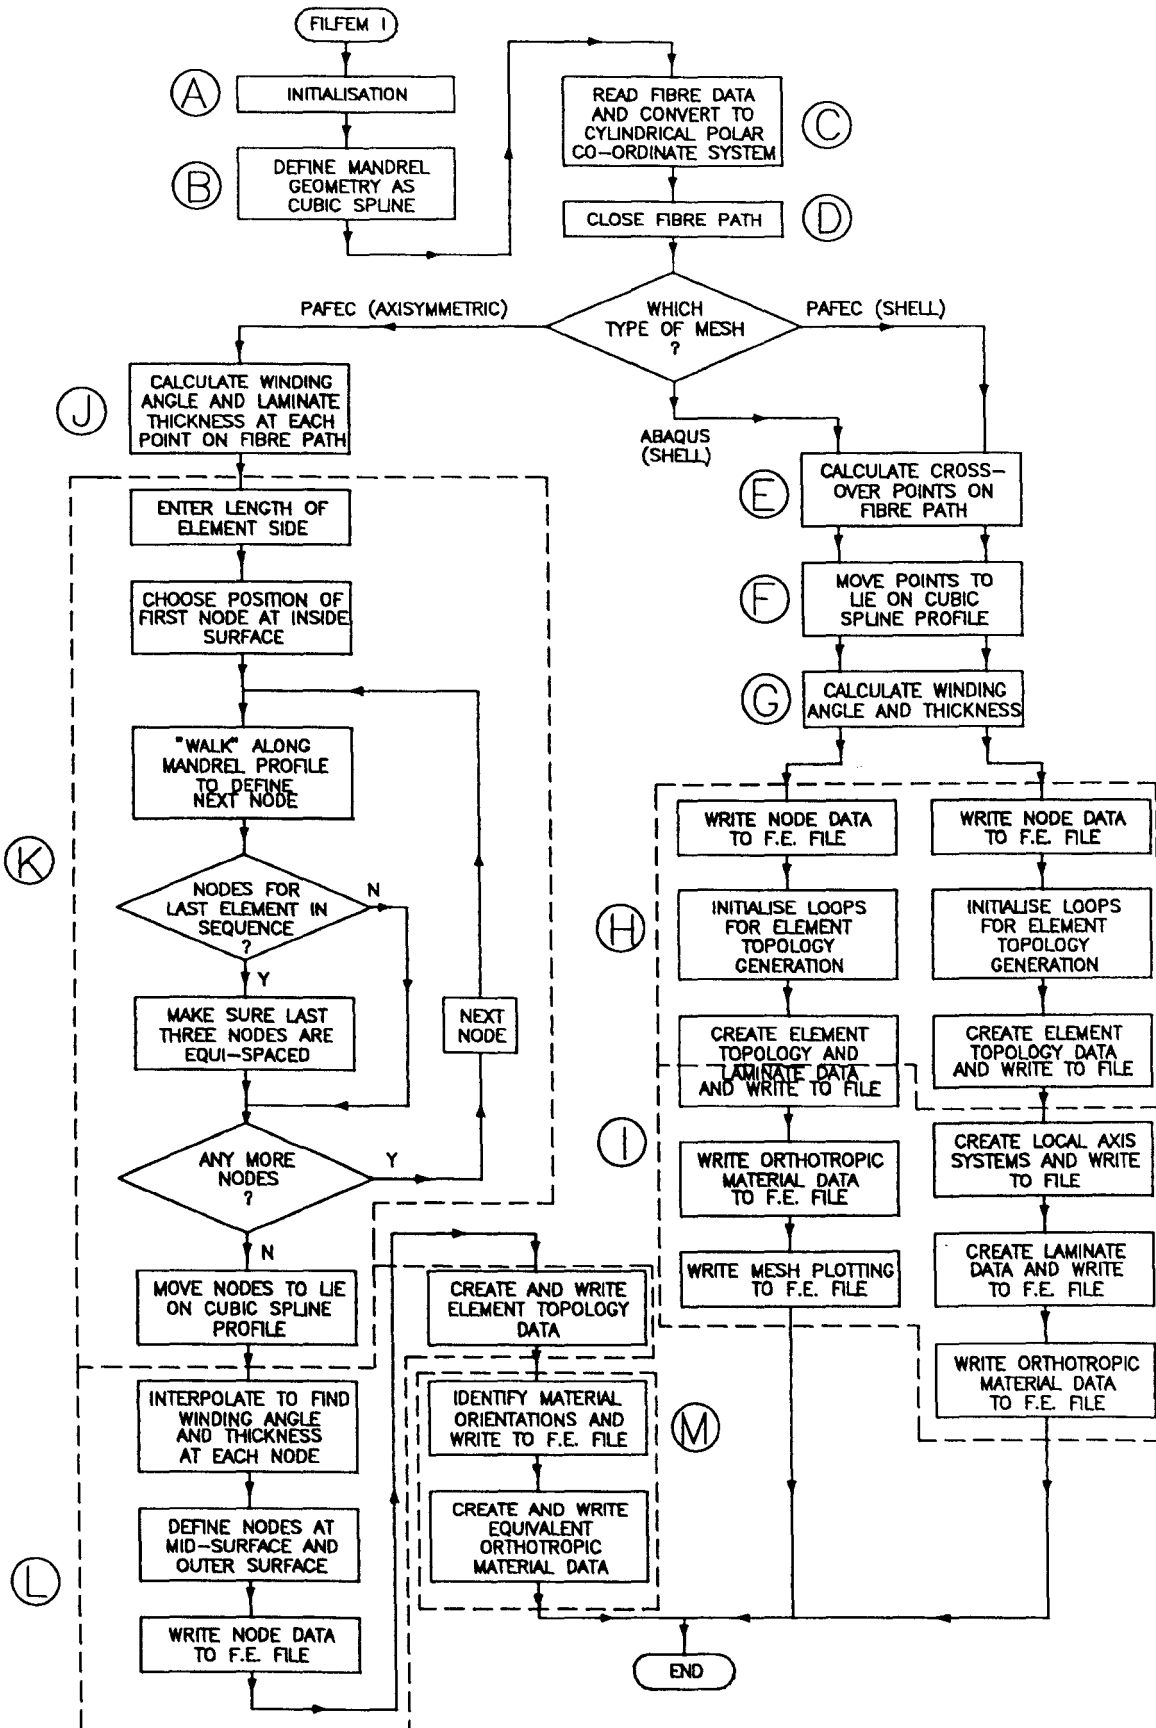 FILFEM 1
A
INITIALISATION
B
DEFINE MANDREL
GEOMETRY AS
CUBIC SPLINE
READ FIBRE DATA
AND CONVERT TO
CYLINDRICAL POLAR
CO-ORDINATE SYSTEM
C
CLOSE FIBRE PATH
D
WHICH
TYPE OF MESH
?
PAFEC (AXISYMMETRIC)
PAFEC (SHELL)
ABAQUS
(SHELL)
J
CALCULATE WINDING
ANGLE AND LAMINATE
THICKNESS AT EACH
POINT ON FIBRE PATH
K
ENTER LENGTH OF
ELEMENT SIDE
CHOOSE POSITION OF
FIRST NODE AT INSIDE
SURFACE
"WALK" ALONG
MANDREL PROFILE
TO DEFINE
NEXT NODE
NODES FOR
LAST ELEMENT IN
SEQUENCE
?
N
Y
MAKE SURE LAST
THREE NODES ARE
EQUI-SPACED
NEXT
NODE
ANY MORE
NODES
?
Y
N
MOVE NODES TO LIE
ON CUBIC SPLINE
PROFILE
L
INTERPOLATE TO FIND
WINDING ANGLE
AND THICKNESS
AT EACH NODE
DEFINE NODES AT
MID-SURFACE AND
OUTER SURFACE
WRITE NODE DATA
TO F.E. FILE
CREATE AND WRITE
ELEMENT TOPOLOGY
DATA
M
IDENTIFY MATERIAL
ORIENTATIONS AND
WRITE TO F.E. FILE
CREATE AND WRITE
EQUIVALENT
ORTHOTROPIC
MATERIAL DATA
E
CALCULATE CROSS-
OVER POINTS ON
FIBRE PATH
F
MOVE POINTS TO
LIE ON CUBIC
SPLINE PROFILE
G
CALCULATE WINDING
ANGLE AND THICKNESS
H
WRITE NODE DATA
TO F.E. FILE
INITIALISE LOOPS
FOR ELEMENT
TOPOLOGY
GENERATION
CREATE ELEMENT
TOPOLOGY AND
LAMINATE DATA
AND WRITE TO FILE
I
WRITE ORTHOTROPIC
MATERIAL DATA
TO F.E. FILE
WRITE MESH PLOTTING
TO F.E. FILE
WRITE NODE DATA
TO F.E. FILE
INITIALISE LOOPS
FOR ELEMENT
TOPOLOGY
GENERATION
CREATE ELEMENT
TOPOLOGY DATA
AND WRITE TO FILE
CREATE LOCAL AXIS
SYSTEMS AND WRITE
TO FILE
CREATE LAMINATE
DATA AND WRITE
TO F.E. FILE
WRITE ORTHOTROPIC
MATERIAL DATA
TO F.E. FILE
END